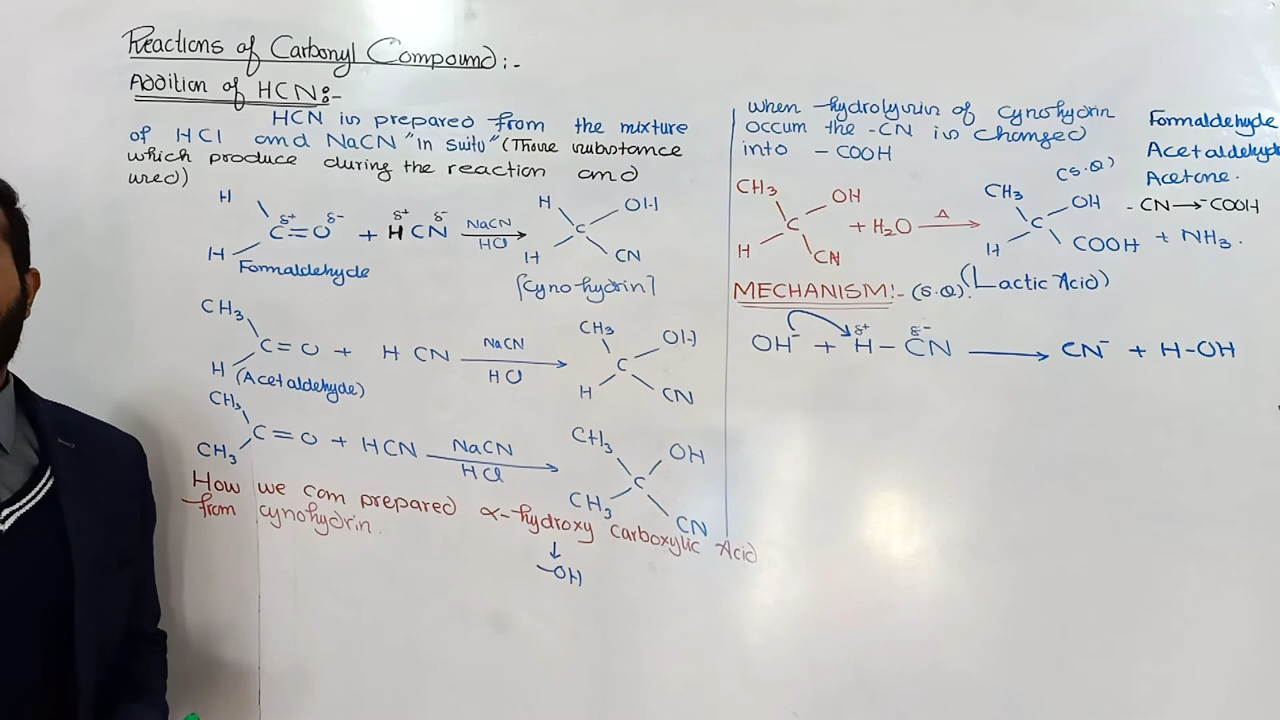 Reactions of Carbonyl Compound:-
Addition of HCN:-
HCN is prepared from the mixture
of HCl and NaCN "in suitu" (Those substance
which produce during the reaction and
used)
H
H
δ+ δ-
C=O + HCN
δ+ δ-
NaCN
HCl
H OH
C
H CN
Formaldehyde
[Cynohydrin]
CH3
C=O + HCN
H
NaCN
HCl
CH3 OH
C
H CN
(Acetaldehyde)
CH3
C=O + HCN
CH3
NaCN
HCl
CH3 OH
C
CH3 CN
How we can prepared α-hydroxy carboxylic Acid
from cynohydrin.
↓
-OH
when hydrolysis of cynohydrin
occurs the -CN is changed
into -COOH
Formaldehyde
Acetaldehyde
Acetone.
-CN → -COOH
(S.Q)
CH3 OH
C + H2O
H CN
Δ
CH3 OH
C
H COOH + NH3.
(Lactic Acid)
MECHANISM:- (S.Q).
δ+ δ-
OH- + H-CN → CN- + H-OH